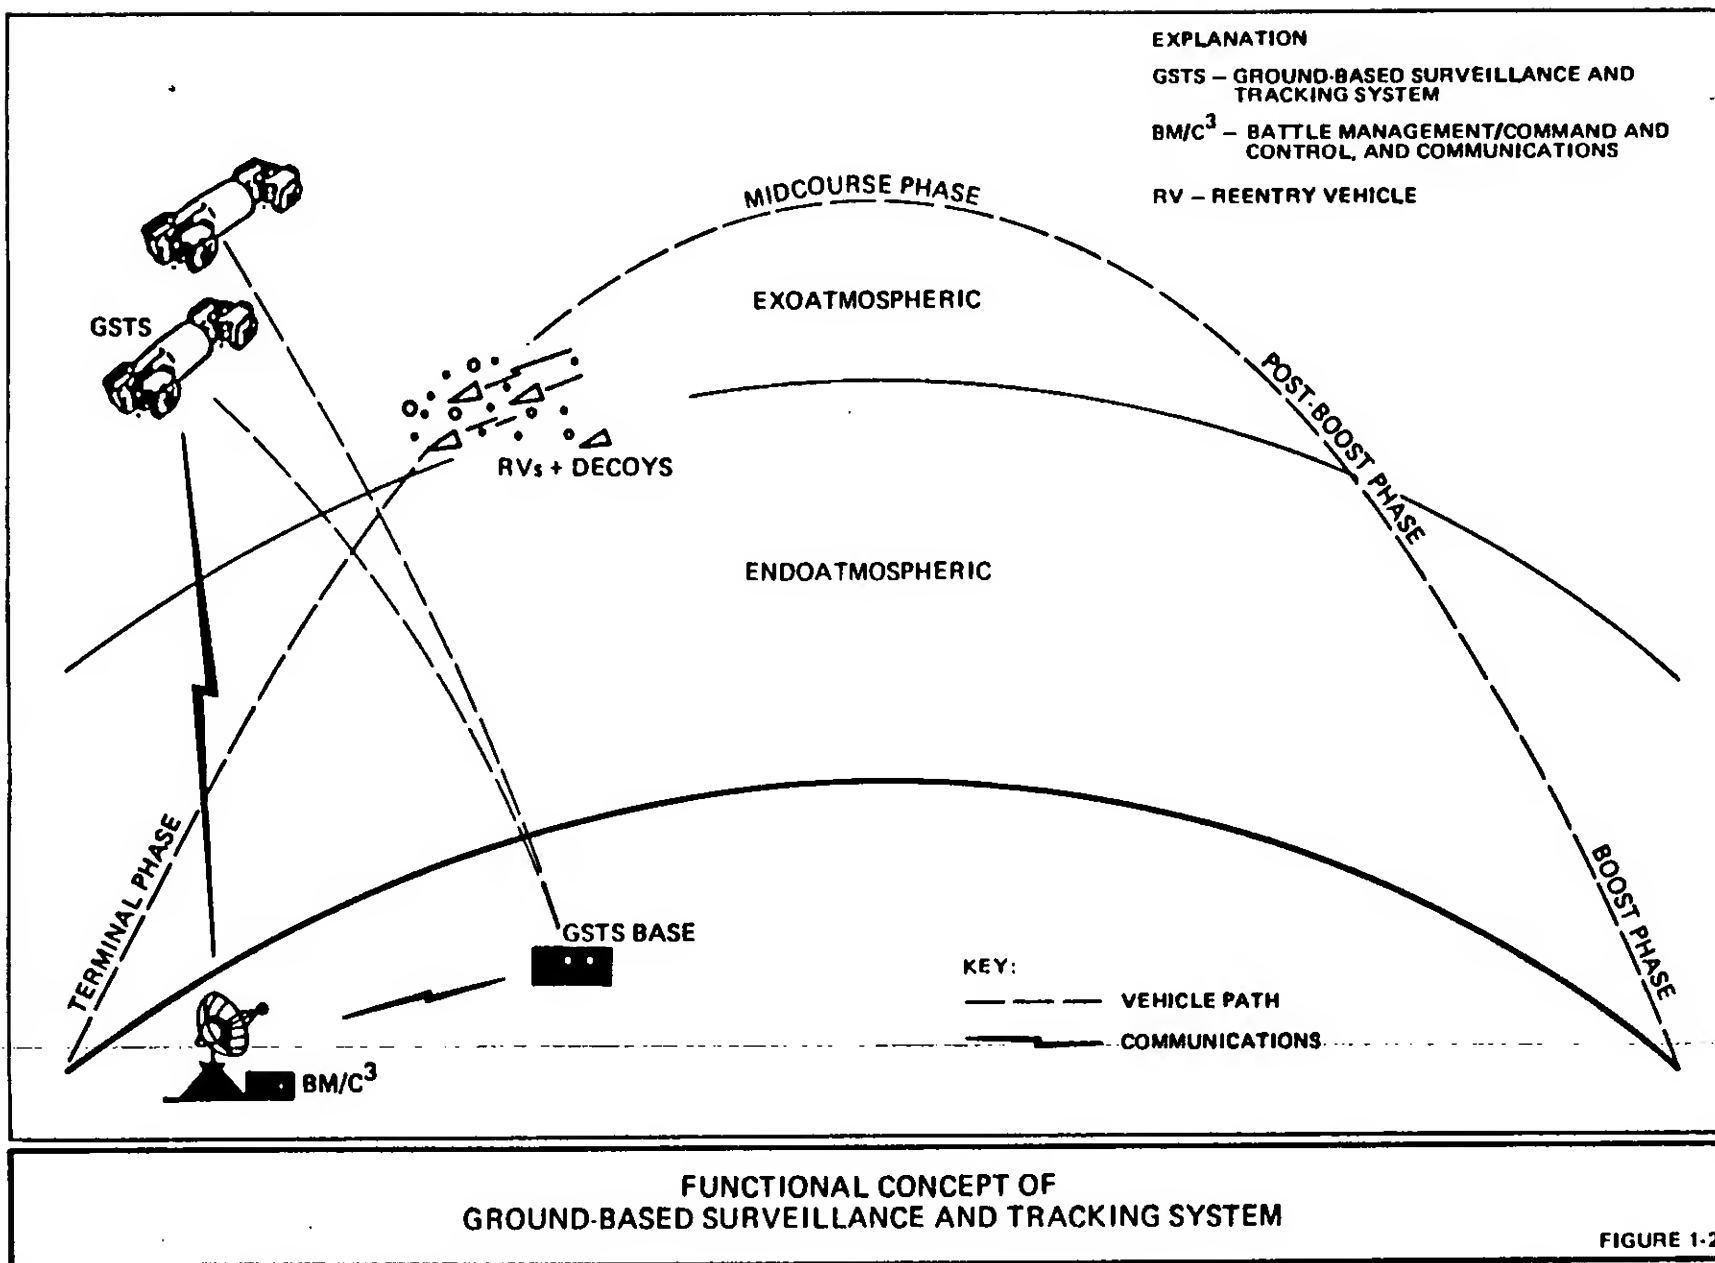 EXPLANATION
GSTS – GROUND-BASED SURVEILLANCE AND
TRACKING SYSTEM
BM/C³ – BATTLE MANAGEMENT/COMMAND AND
CONTROL, AND COMMUNICATIONS
RV – REENTRY VEHICLE
MIDCOURSE PHASE
EXOATMOSPHERIC
GSTS
POST-BOOST PHASE
RVs + DECOYS
ENDOATMOSPHERIC
TERMINAL PHASE
BOOST PHASE
GSTS BASE
KEY:
VEHICLE PATH
COMMUNICATIONS
BM/C³
FUNCTIONAL CONCEPT OF
GROUND-BASED SURVEILLANCE AND TRACKING SYSTEM
FIGURE 1-2